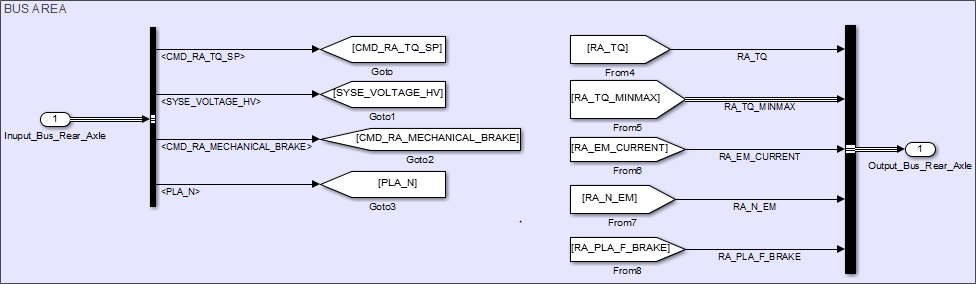 BUS AREA
[CMD_RA_TQ_SP]
<CMD_RA_TQ_SP>
Goto
[SYSE_VOLTAGE_HV]
<SYSE_VOLTAGE_HV>
Goto1
1
Inuput_Bus_Rear_Axle
[CMD_RA_MECHANICAL_BRAKE]
<CMD_RA_MECHANICAL_BRAKE>
Goto2
[PLA_N]
<PLA_N>
Goto3
[RA_TQ]
RA_TQ
From4
[RA_TQ_MINMAX]
RA_TQ_MINMAX
From5
[RA_EM_CURRENT]
RA_EM_CURRENT
From6
[RA_N_EM]
RA_N_EM
From7
[RA_PLA_F_BRAKE]
RA_PLA_F_BRAKE
From8
1
Output_Bus_Rear_Axle